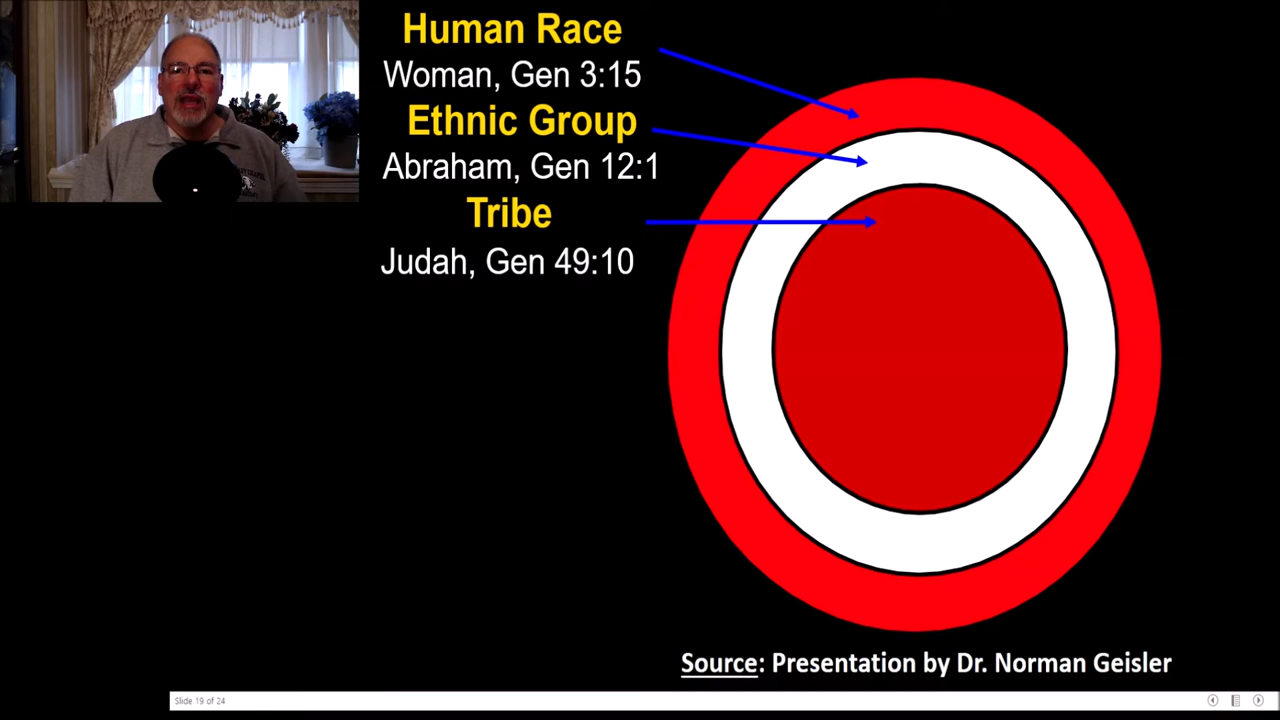 Human Race
Woman, Gen 3:15
Ethnic Group
Abraham, Gen 12:1
Tribe
Judah, Gen 49:10
Source: Presentation by Dr. Norman Geisler
Slide 19 of 24